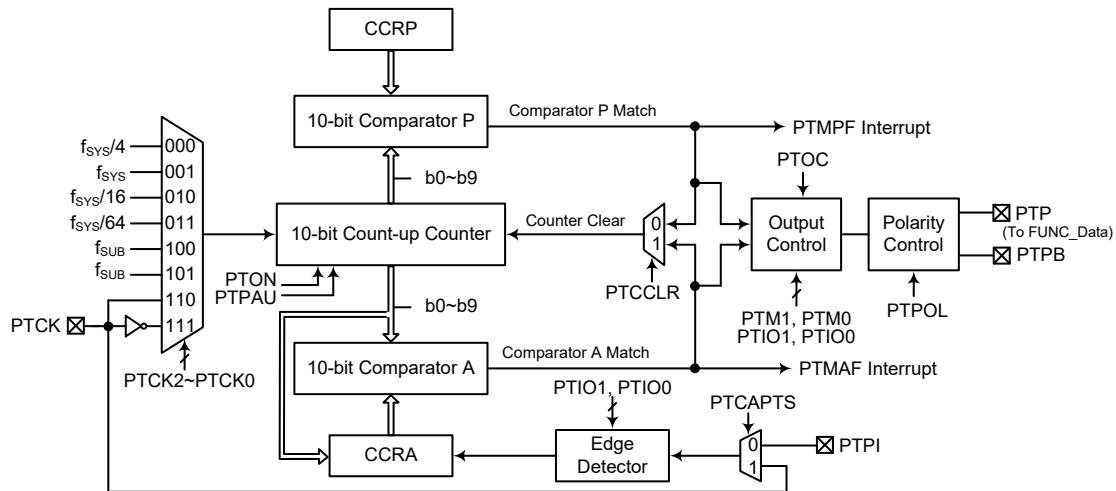 CCRP
10-bit Comparator P
Comparator P Match
PTMPF Interrupt
fSYS/4
000
fSYS
001
fSYS/16
010
fSYS/64
011
fSUB
100
fSUB
101
110
111
PTCK
PTCK2~PTCK0
b0~b9
10-bit Count-up Counter
Counter Clear
PTON
PTPAU
b0~b9
0
1
PTCCLR
PTOC
Output
Control
PTM1, PTM0
PTIO1, PTIO0
Polarity
Control
PTPOL
PTP
(To FUNC_Data)
PTPB
10-bit Comparator A
Comparator A Match
PTMAF Interrupt
PTIO1, PTIO0
PTCAPTS
CCRA
Edge
Detector
0
1
PTPI